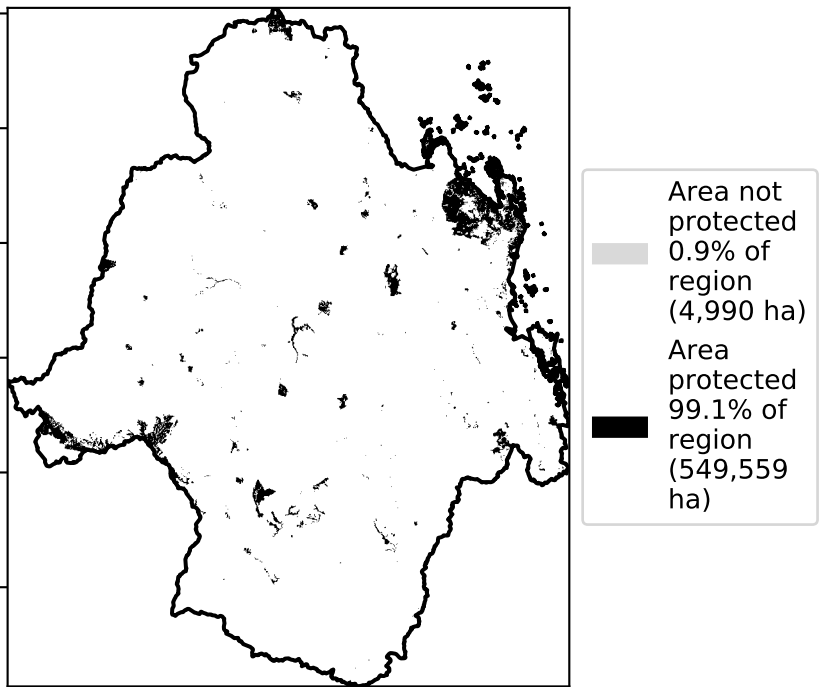 Area not
protected
0.9% of
region
(4,990 ha)
Area
protected
99.1% of
region
(549,559
ha)